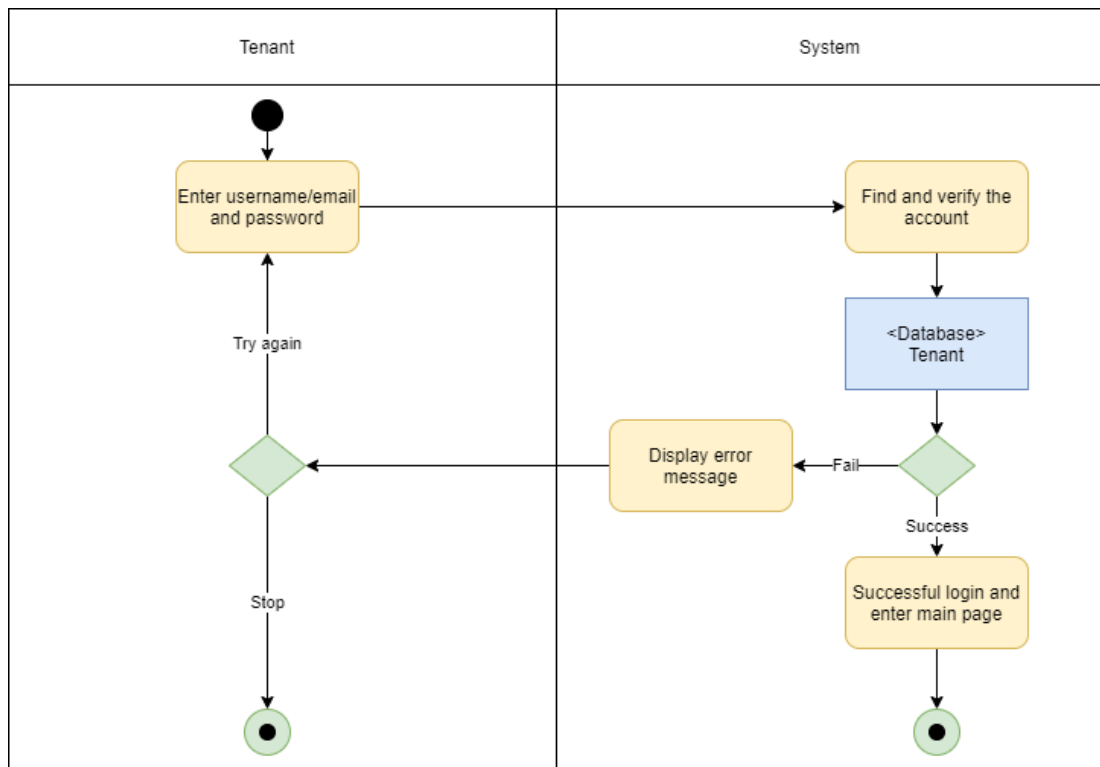 Tenant
System
Enter username/email
and password
Find and verify the
account
<Database>
Tenant
Try again
Display error
message
Fail
Success
Successful login and
enter main page
Stop